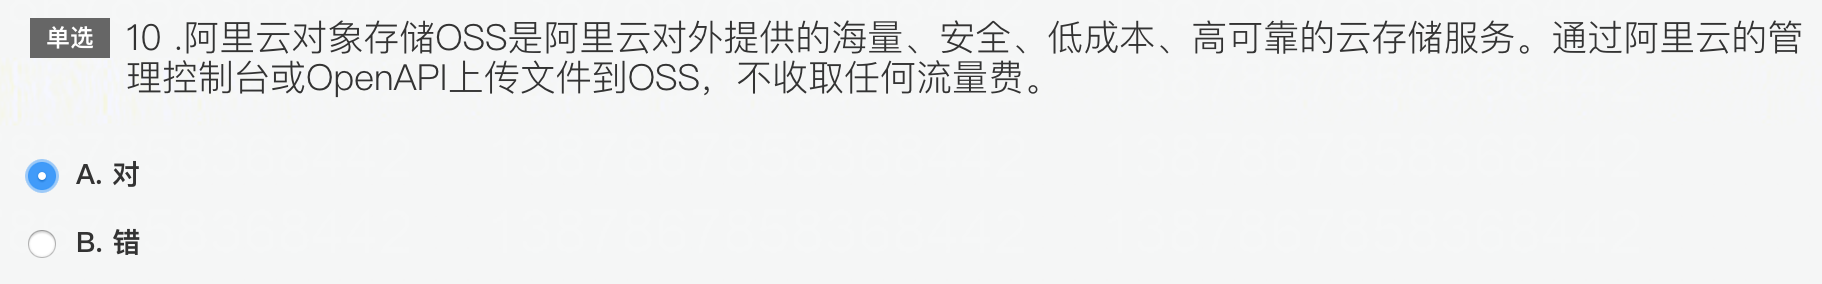 单选 10 .阿里云对象存储OSS是阿里云对外提供的海量、安全、低成本、高可靠的云存储服务。通过阿里云的管
理控制台或OpenAPI上传文件到OSS，不收取任何流量费。
A. 对
B. 错